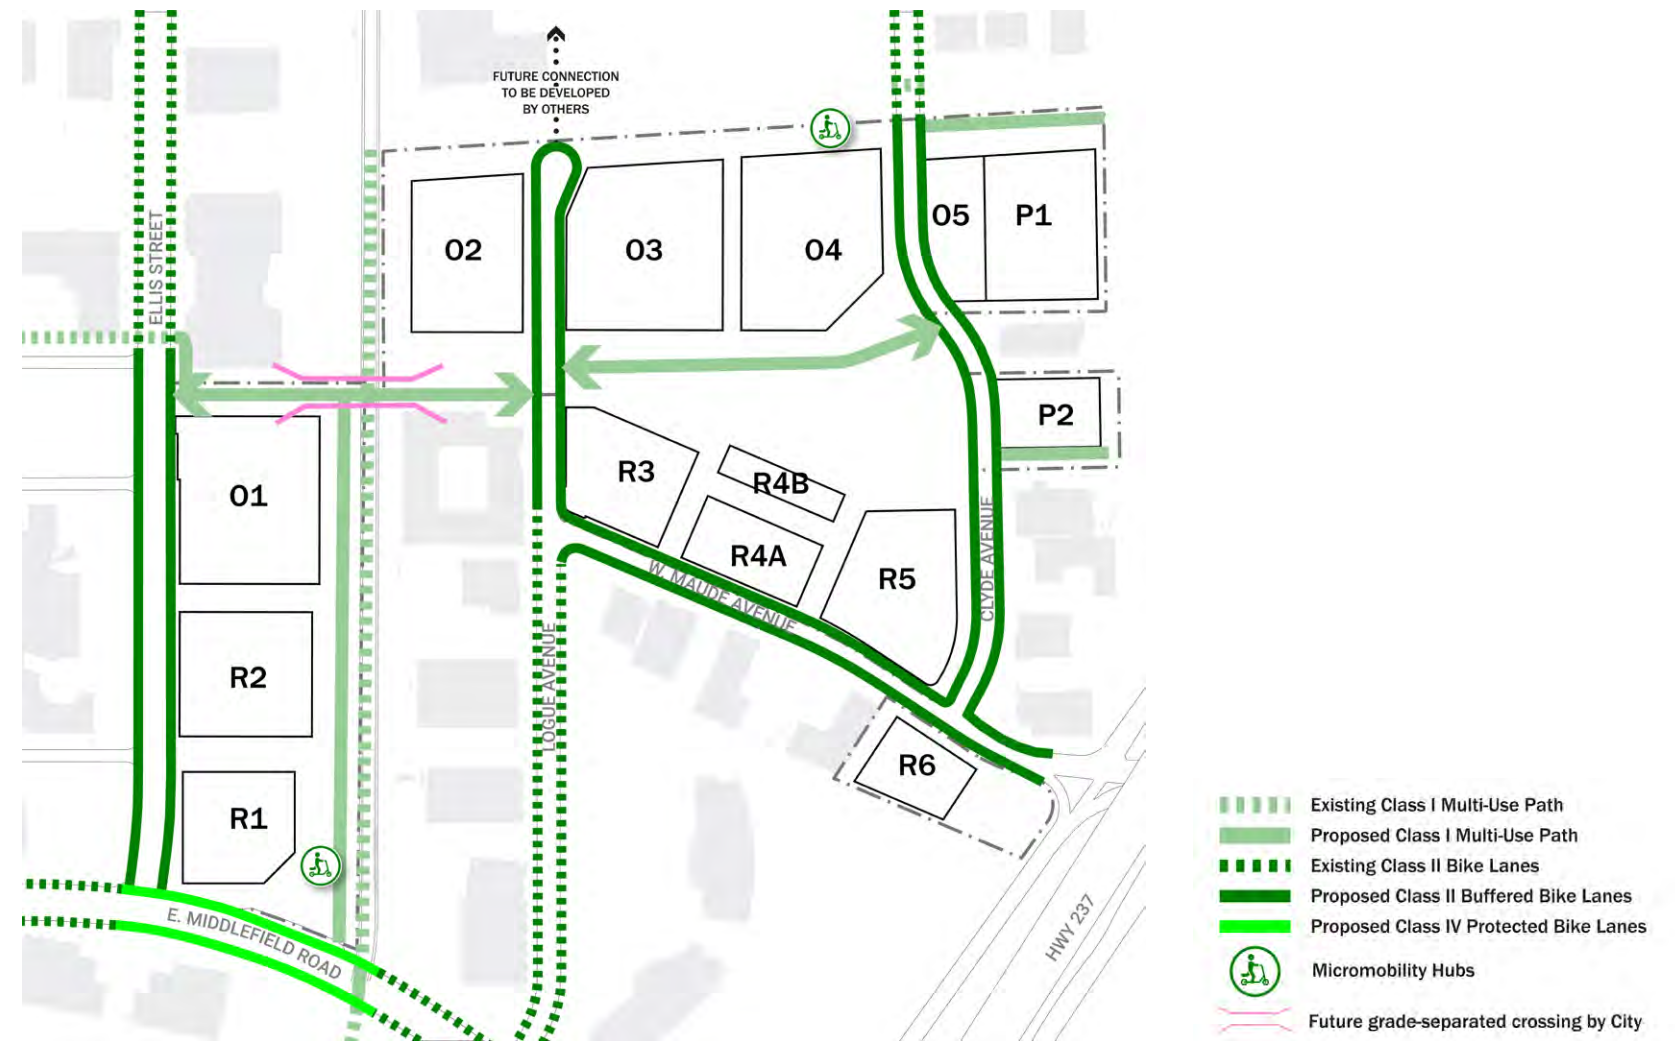 FUTURE CONNECTION
TO BE DEVELOPED
BY OTHERS
ELLIS STREET
O2
O3
O4
O5
P1
P2
O1
R3
R4B
R4A
R5
W. MAUDE AVENUE
CLYDE AVENUE
R2
LOGUE AVENUE
R6
R1
E. MIDDLEFIELD ROAD
HWY 237
Existing Class I Multi-Use Path
Proposed Class I Multi-Use Path
Existing Class II Bike Lanes
Proposed Class II Buffered Bike Lanes
Proposed Class IV Protected Bike Lanes
Micromobility Hubs
Future grade-separated crossing by City